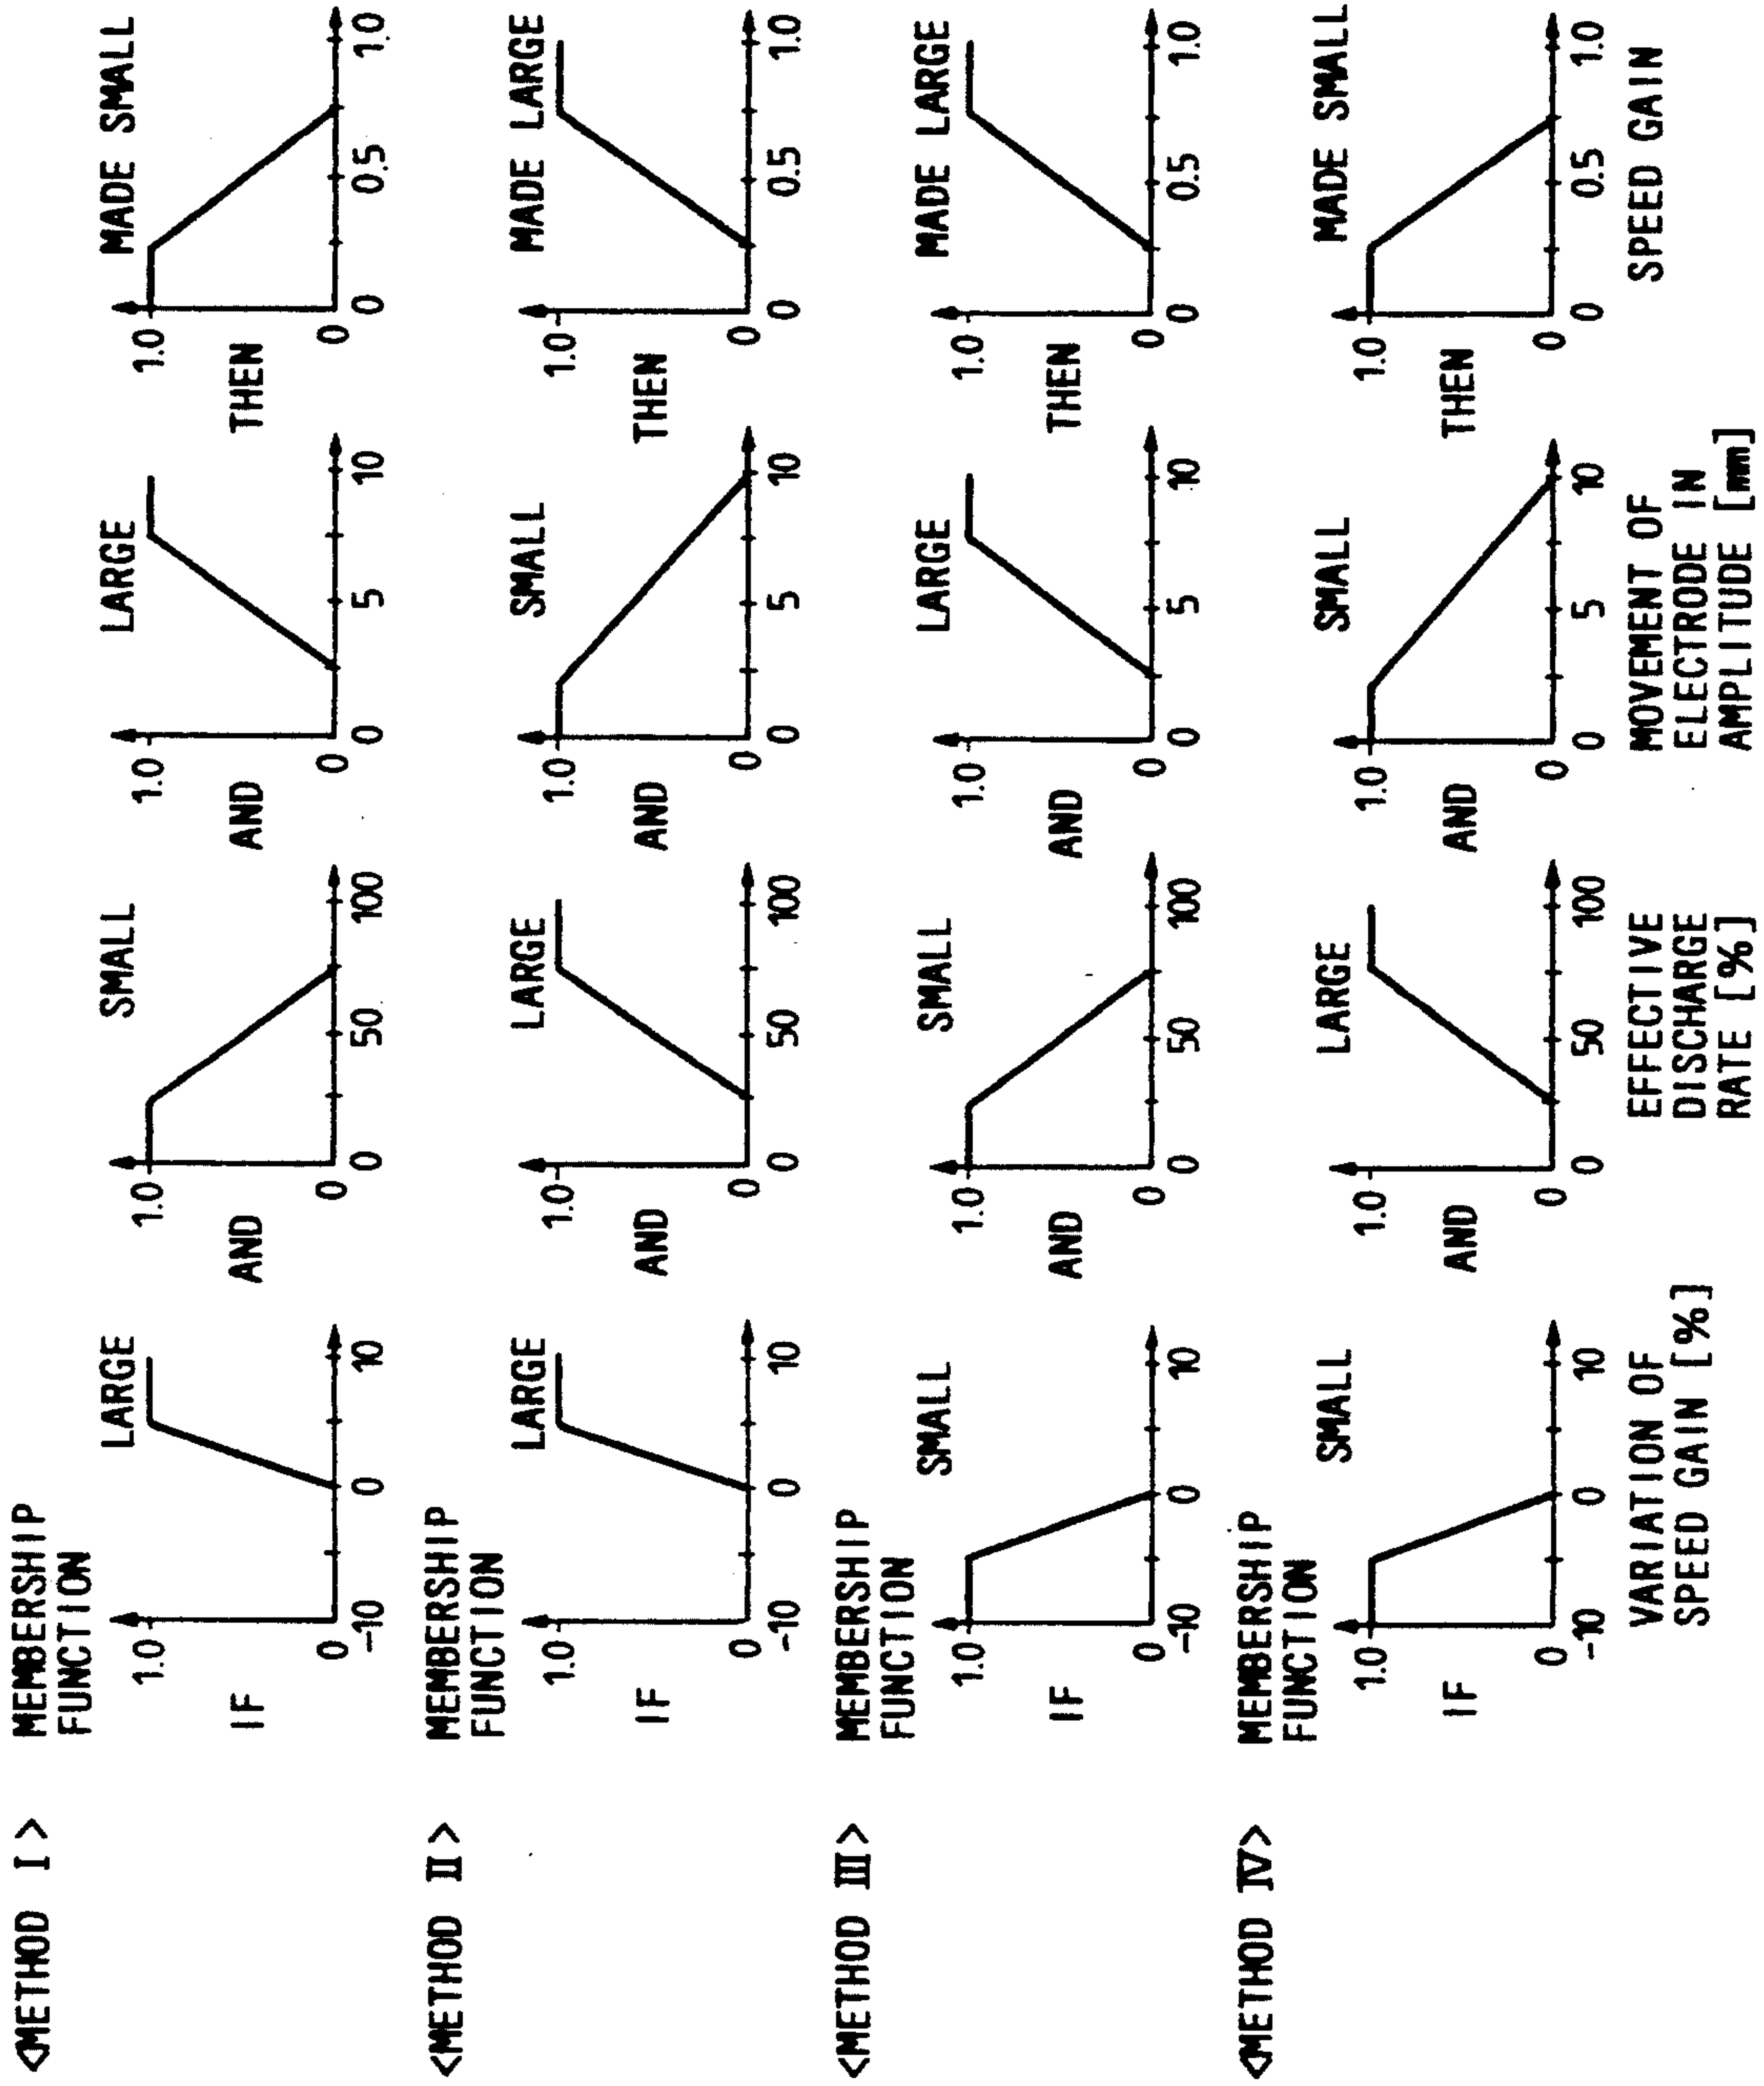 <METHOD I>
MEMBERSHIP
FUNCTION
LARGE
SMALL
LARGE
MADE SMALL
1.0
1.0
1.0
1.0
IF
AND
AND
THEN
0
0
0
0
-10 0 10
0 50 100
0 5 10
0 0.5 1.0
<METHOD II>
MEMBERSHIP
FUNCTION
LARGE
LARGE
SMALL
MADE LARGE
1.0
1.0
1.0
1.0
IF
AND
AND
THEN
0
0
0
0
-10 0 10
0 50 100
0 5 10
0 0.5 1.0
<METHOD III>
MEMBERSHIP
FUNCTION
SMALL
SMALL
LARGE
MADE LARGE
1.0
1.0
1.0
1.0
IF
AND
AND
THEN
0
0
0
0
-10 0 10
0 50 100
0 5 10
0 0.5 1.0
<METHOD IV>
MEMBERSHIP
FUNCTION
SMALL
LARGE
SMALL
MADE SMALL
1.0
1.0
1.0
1.0
IF
AND
AND
THEN
0
0
0
0
-10 0 10
0 50 100
0 5 10
0 0.5 1.0
VARIATION OF
SPEED GAIN [%]
EFFECTIVE
DISCHARGE
RATE [%]
MOVEMENT OF
ELECTRODE IN
AMPLITUDE [mm]
SPEED GAIN